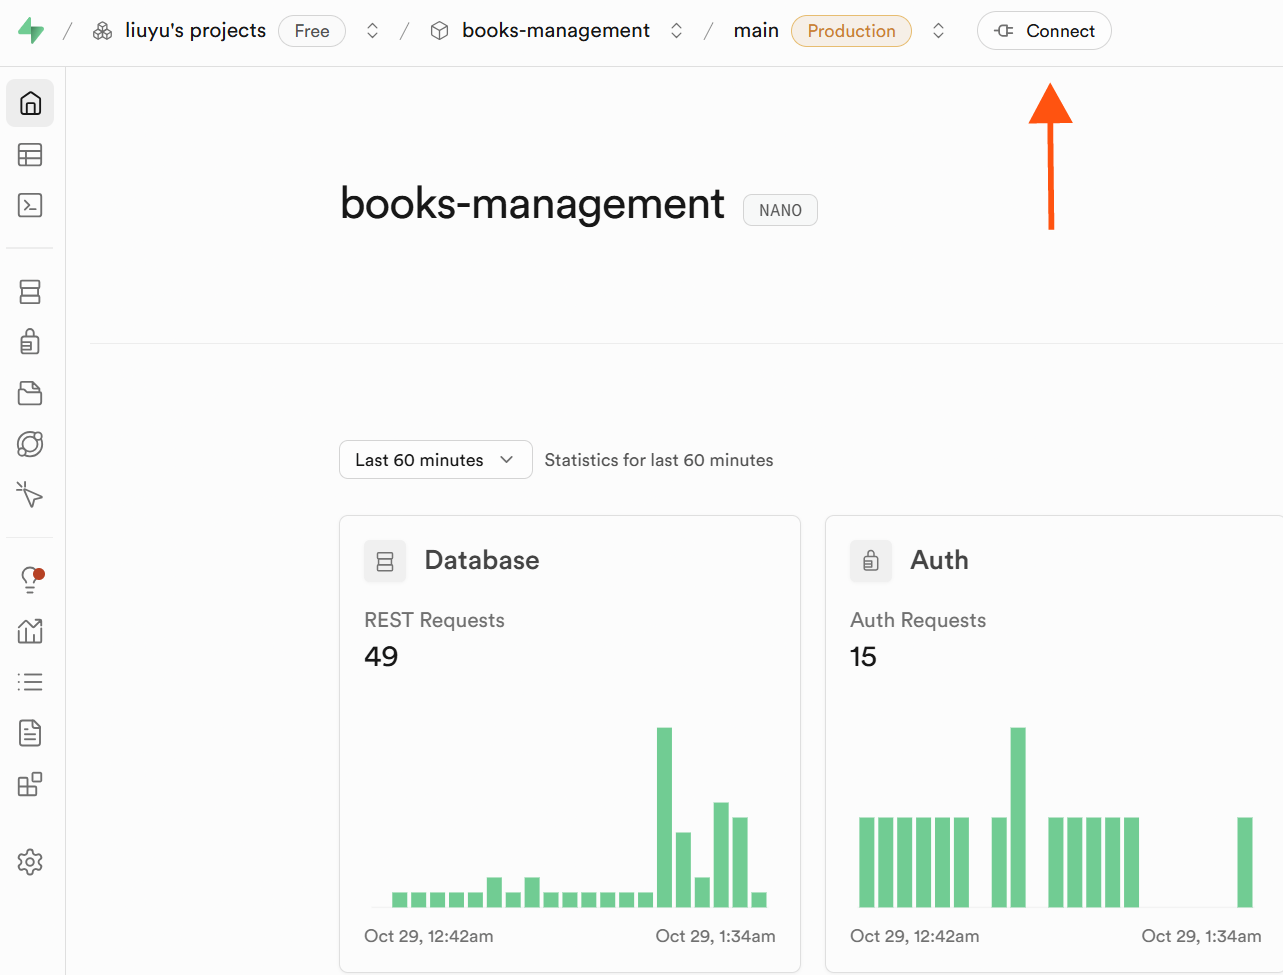 / liuyu's projects Free / books-management / main Production Connect
books-management NANO
Last 60 minutes Statistics for last 60 minutes
Database
REST Requests
49
Oct 29, 12:42am Oct 29, 1:34am
Auth
Auth Requests
15
Oct 29, 12:42am Oct 29, 1:34am